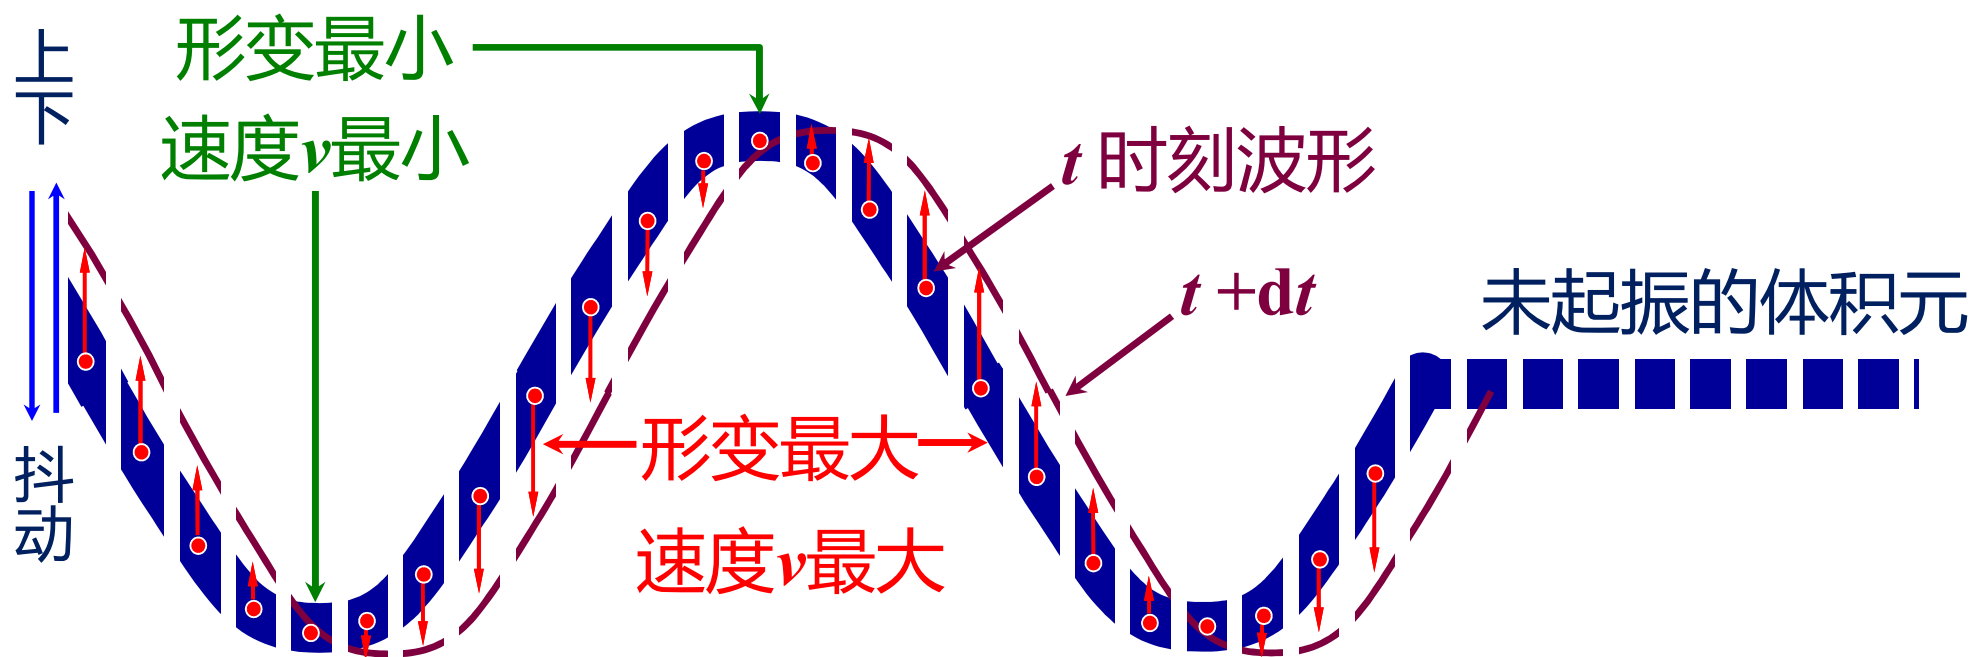 上下
抖动
形变最小
速度v最小
t 时刻波形
t +dt
未起振的体积元
形变最大
速度v最大